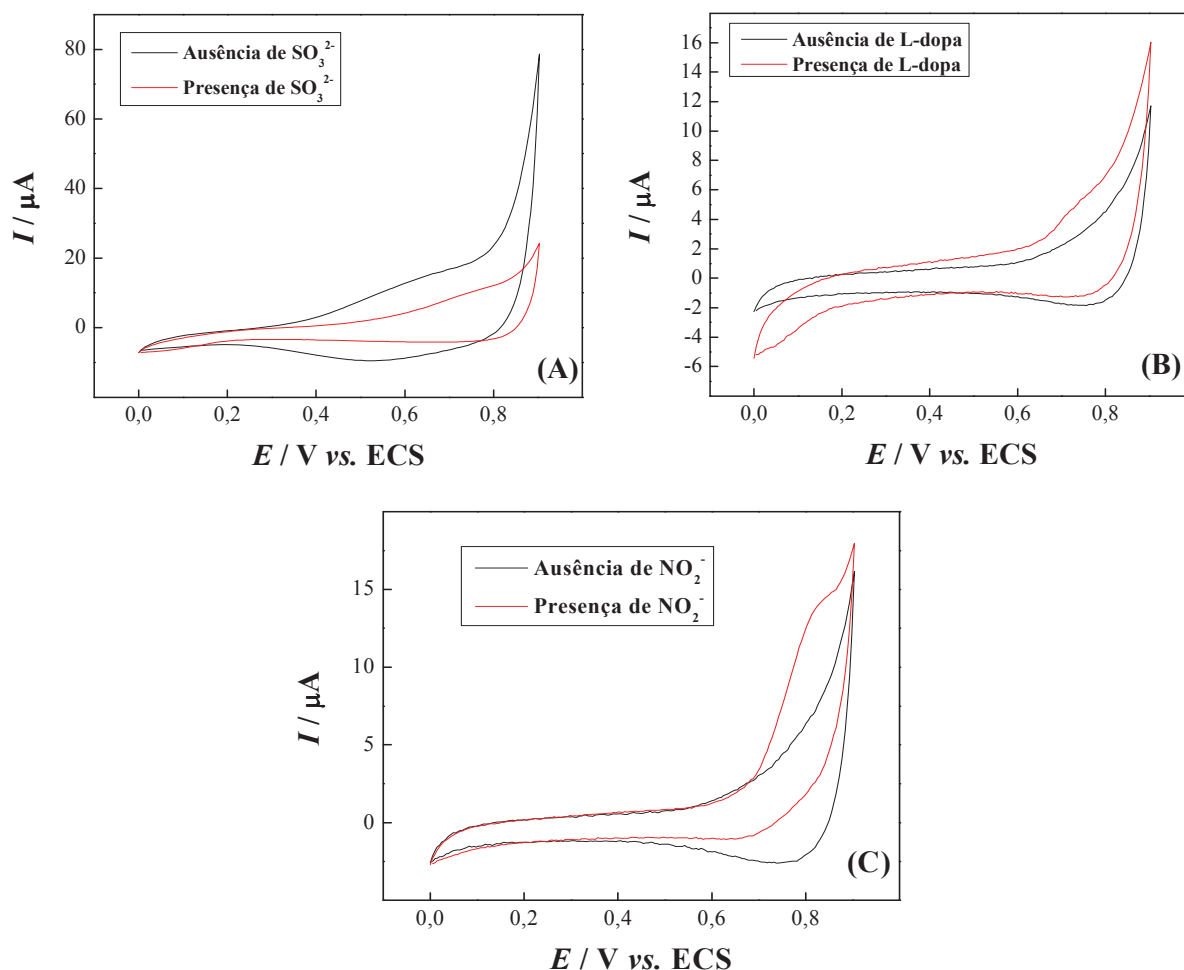 Ausência de SO₃²⁻
Presença de SO₃²⁻
80
60
40
20
0
I / µA
0,0 0,2 0,4 0,6 0,8
E / V vs. ECS
(A)
Ausência de L-dopa
Presença de L-dopa
16
14
12
10
8
6
4
2
0
-2
-4
-6
I / µA
0,0 0,2 0,4 0,6 0,8
E / V vs. ECS
(B)
Ausência de NO₂⁻
Presença de NO₂⁻
15
10
5
0
I / µA
0,0 0,2 0,4 0,6 0,8
E / V vs. ECS
(C)